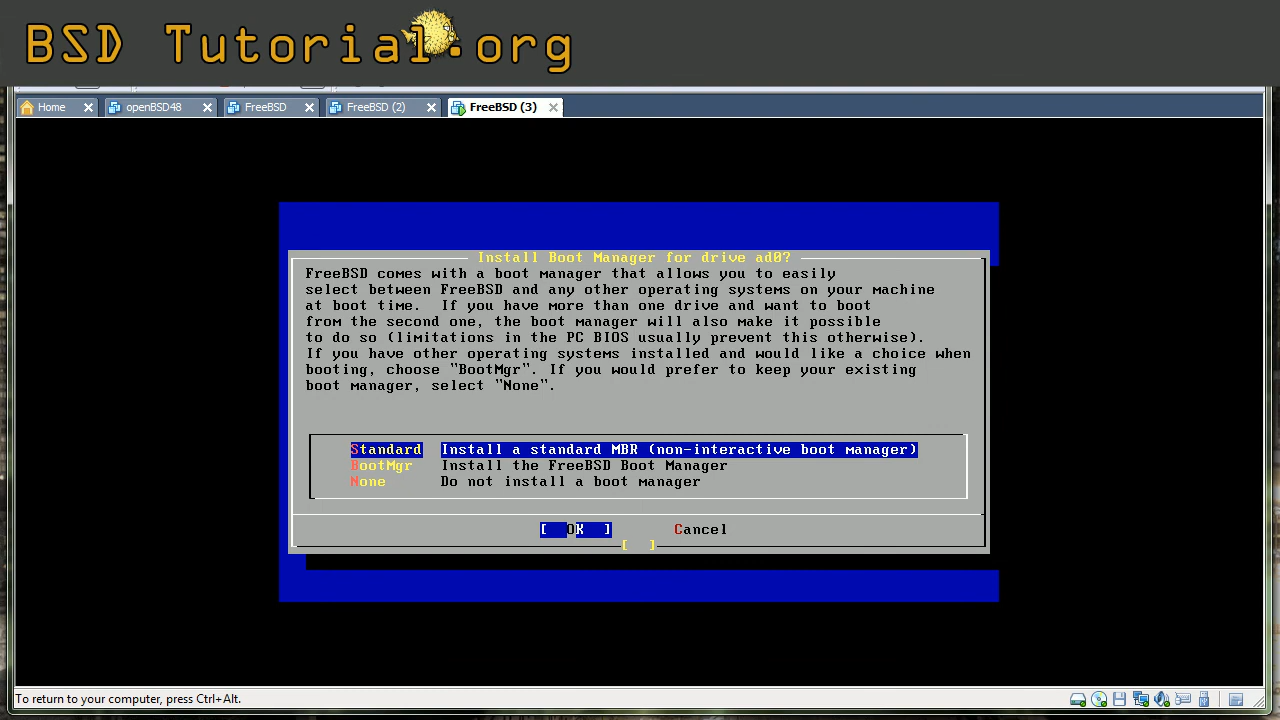 BSD Tutorial.org
Home
openBSD48
FreeBSD
FreeBSD (2)
FreeBSD (3)
Install Boot Manager for drive ad0?
FreeBSD comes with a boot manager that allows you to easily
select between FreeBSD and any other operating systems on your machine
at boot time.  If you have more than one drive and want to boot
from the second one, the boot manager will also make it possible
to do so (limitations in the PC BIOS usually prevent this otherwise).
If you have other operating systems installed and would like a choice when
booting, choose "BootMgr". If you would prefer to keep your existing
boot manager, select "None".
Standard Install a standard MBR (non-interactive boot manager)
BootMgr Install the FreeBSD Boot Manager
None Do not install a boot manager
[ OK ] Cancel
[ ]
To return to your computer, press Ctrl+Alt.